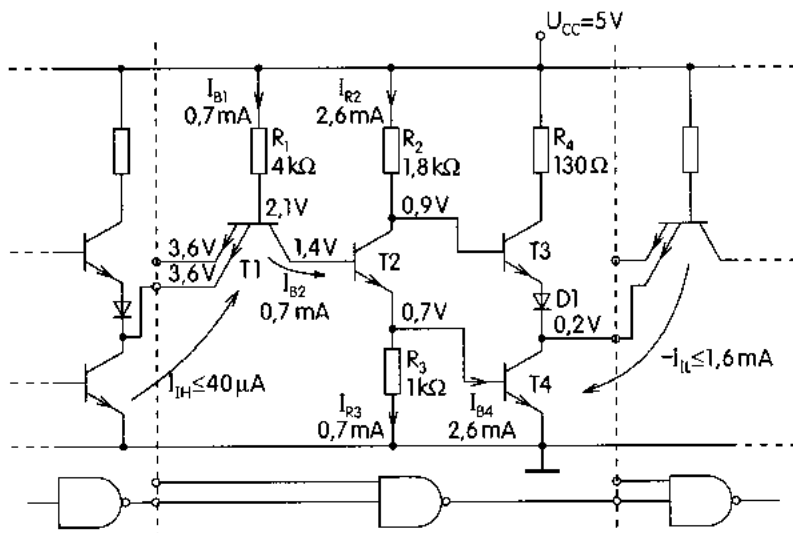 U_CC=5V
I_B1
0,7mA
I_R2
2,6mA
R_1
4kΩ
R_2
1,8kΩ
R_4
130Ω
2,1V
0,9V
3,6V
3,6V
T1
1,4V
T2
T3
I_B2
0,7mA
D1
0,7V
0,2V
I_IH≤40μA
R_3
1kΩ
I_R3
0,7mA
I_B4
2,6mA
T4
-i_IL≤1,6mA